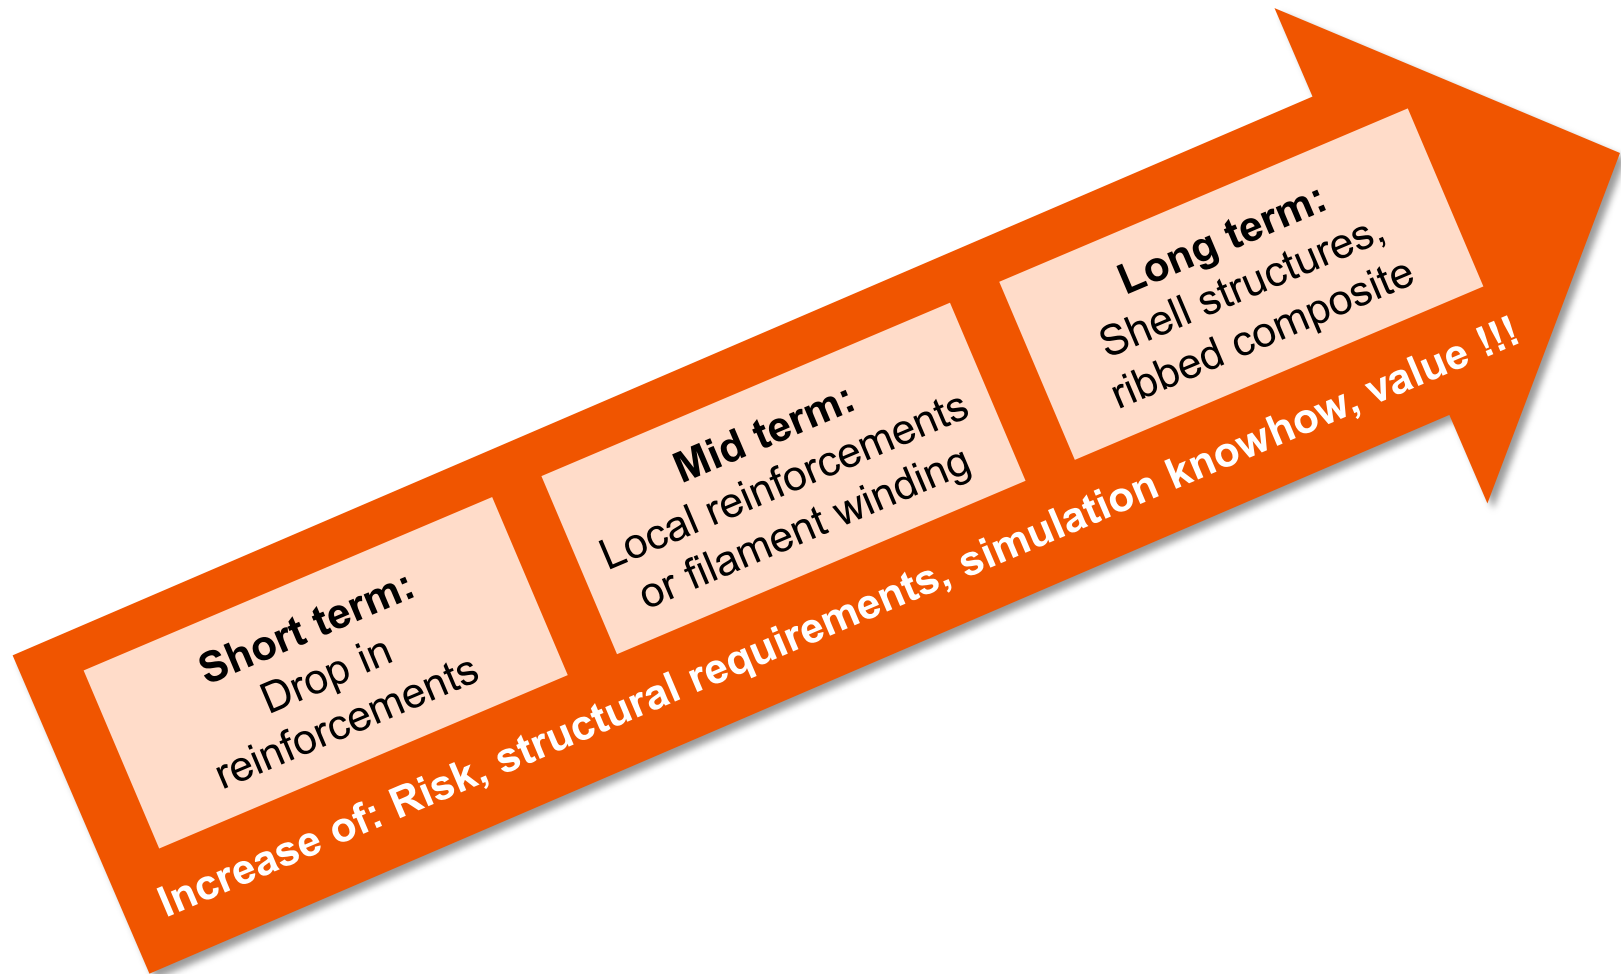 Short term:
Drop in
reinforcements
Mid term:
Local reinforcements
or filament winding
Long term:
Shell structures,
ribbed composite
Increase of: Risk, structural requirements, simulation knowhow, value !!!